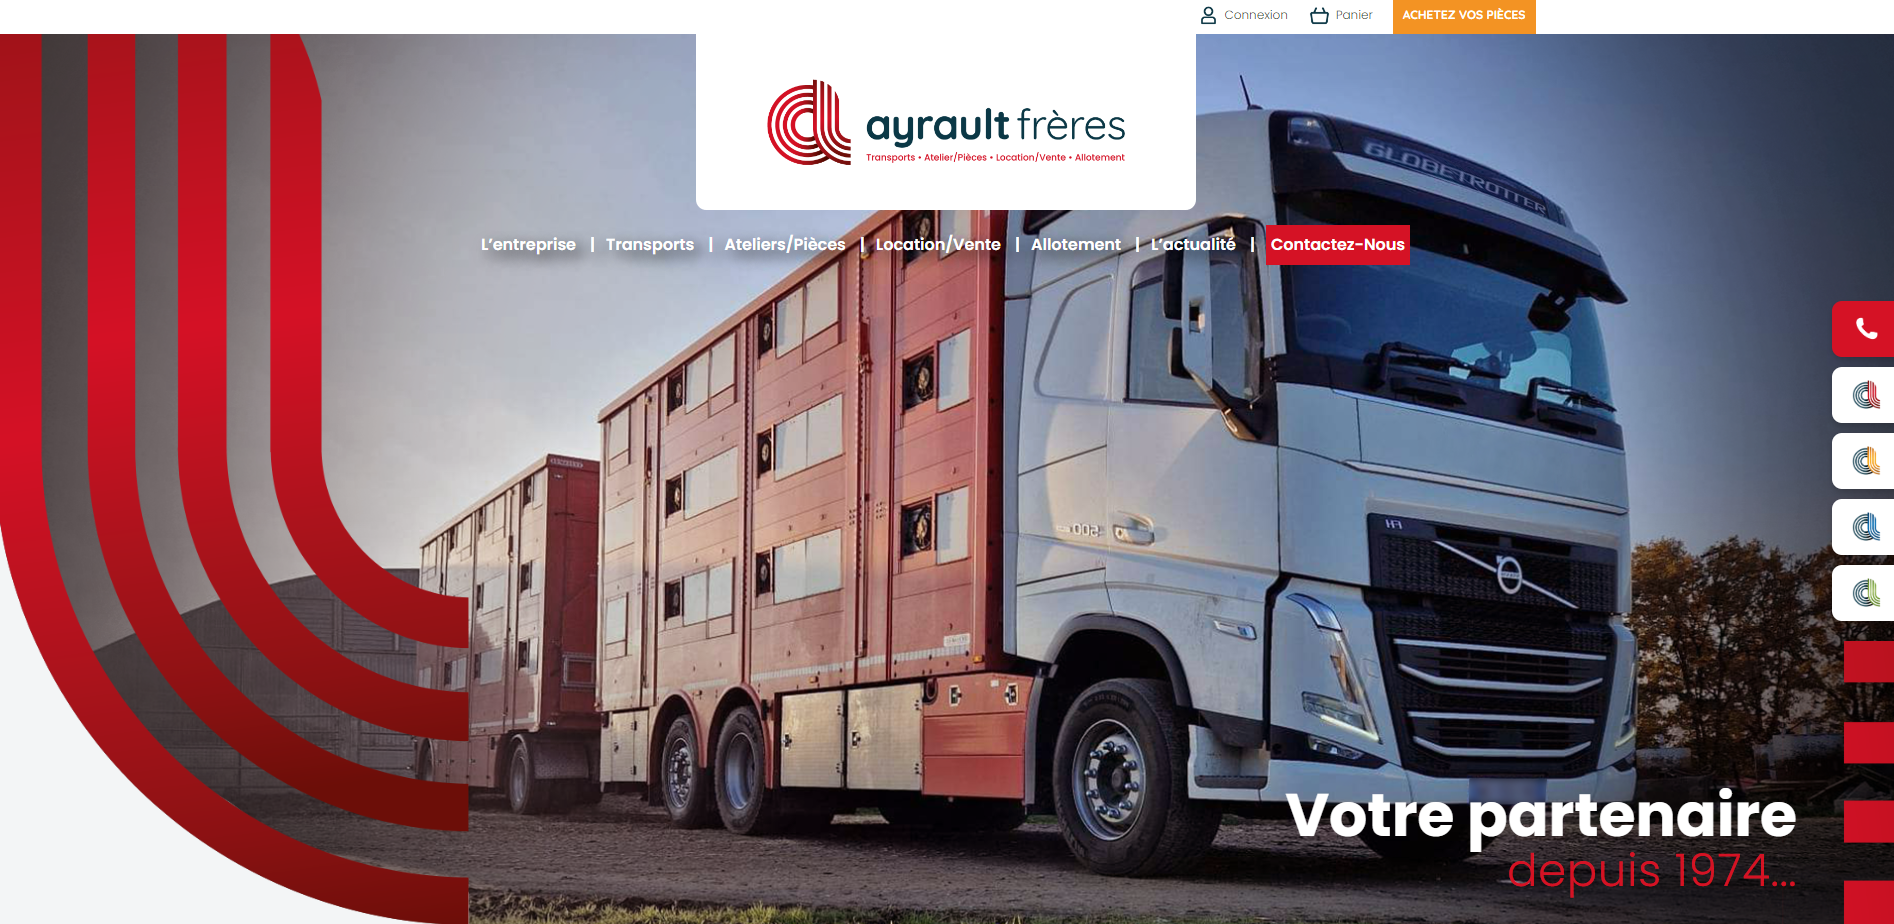 Connexion
Panier
ACHETEZ VOS PIÈCES
ayrault frères
Transports • Atelier/Pièces • Location/Vente • Allotement
L'entreprise | Transports | Ateliers/Pièces | Location/Vente | Allotement | L'actualité | Contactez-Nous
GLOBETROTTER
Votre partenaire
depuis 1974...